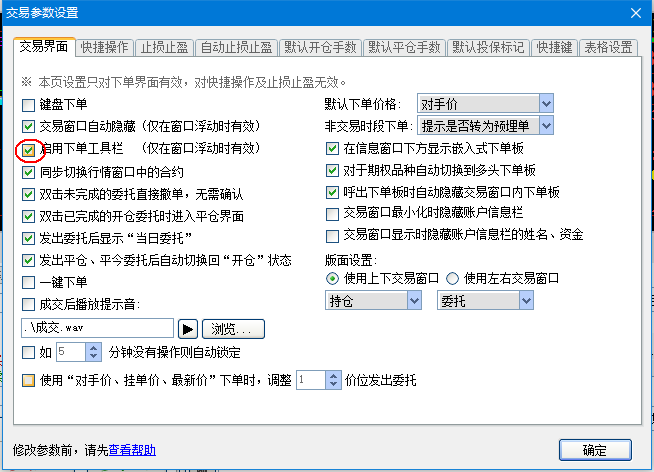 交易参数设置
交易界面 快捷操作 止损止盈 自动止损止盈 默认开仓手数 默认平仓手数 默认投保标记 快捷键 表格设置
※ 本页设置只对下单界面有效，对快捷操作及止损止盈无效。
键盘下单
交易窗口自动隐藏（仅在窗口浮动时有效）
启用下单工具栏 （仅在窗口浮动时有效）
同步切换行情窗口中的合约
双击未完成的委托直接撤单，无需确认
双击已完成的开仓委托时进入平仓界面
发出委托后显示“当日委托”
发出平仓、平今委托后自动切换回“开仓”状态
一键下单
成交后播放提示音：
.\成交.wav 浏览...
如 5 分钟没有操作则自动锁定
默认下单价格： 对手价
非交易时段下单： 提示是否转为预埋单
在信息窗口下方显示嵌入式下单板
对于期权品种自动切换到多头下单板
呼出下单板时自动隐藏交易窗口内下单板
交易窗口最小化时隐藏账户信息栏
交易窗口显示时隐藏账户信息栏的姓名、资金
版面设置：
使用上下交易窗口 使用左右交易窗口
持仓 委托
使用“对手价、挂单价、最新价”下单时，调整 1 价位发出委托
修改参数前，请先查看帮助
确定